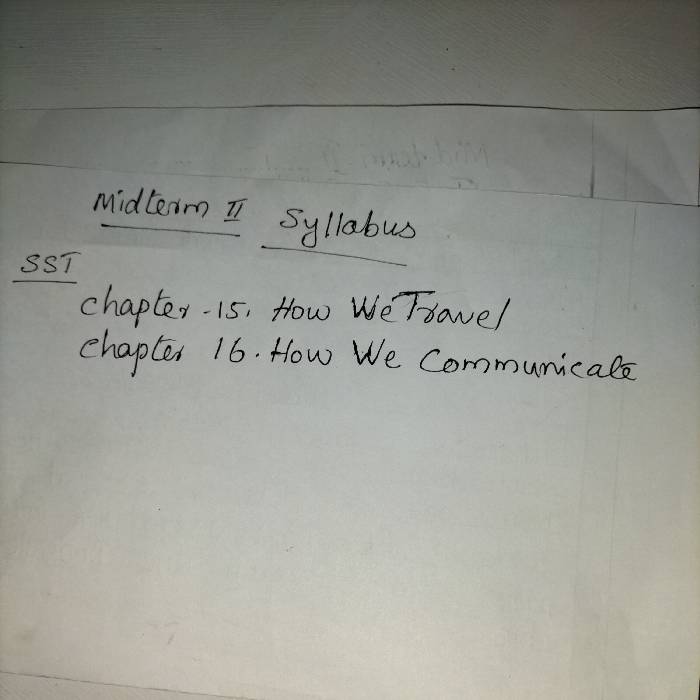 Midterm II Syllabus
SST
chapter-15. How We Travel
chapter 16. How We Communicate